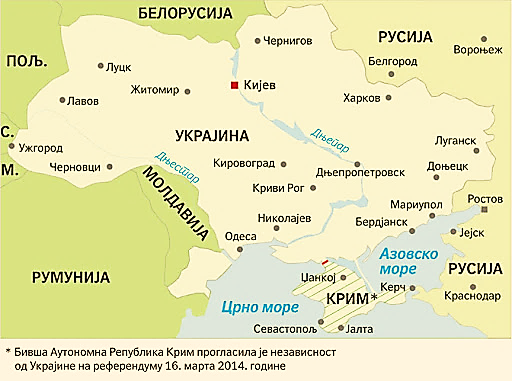 БЕЛОРУСИЈА
ПОЉ.
Чернигов
РУСИЈА
Вороњеж
Луцк
Белгород
Житомир
Кијев
Лавов
Харков
УКРАЈИНА
Дњепар
Луганск
С.
Ужгород
Дњестар
М.
Черновци
МОЛДАВИЈА
Кировоград
Дњепропетровск
Доњецк
Криви Рог
Мариупол
Ростов
Николајев
Бердјанск
Јејск
Одеса
Азовско
море
РУМУНИЈА
Џанкој
РУСИЈА
Црно море
КРИМ*
Керч
Краснодар
Севастопољ
Јалта
* Бивша Аутономна Република Крим прогласила је независност
од Украјине на референдуму 16. марта 2014. године